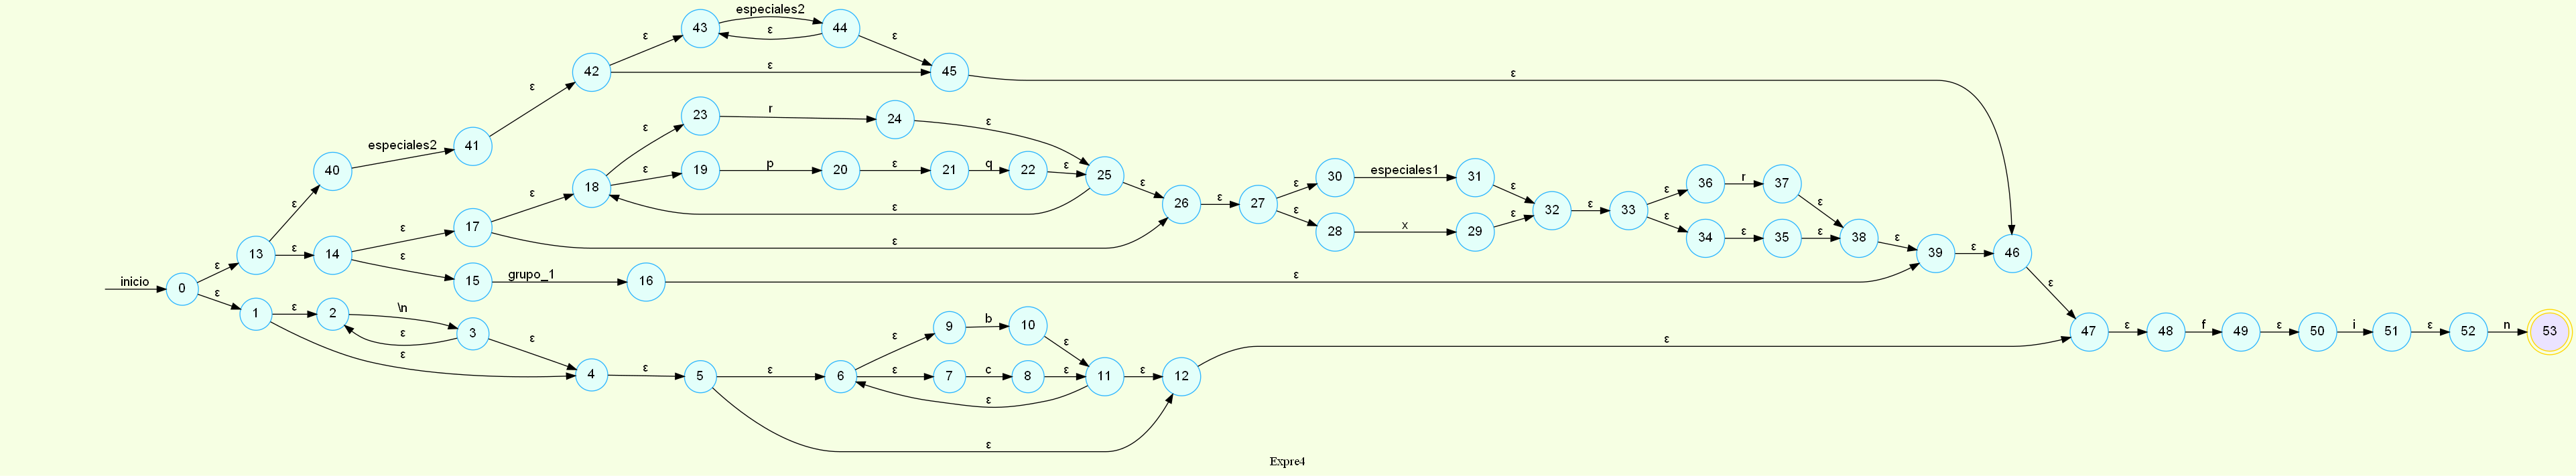 especiales2
43
44
ε
ε
ε
42
45
ε
ε
ε
23
r
24
ε
especiales2
41
ε
40
19
p
20
ε
21
q
22
ε
25
30
especiales1
31
36
r
37
ε
18
ε
ε
ε
ε
ε
ε
ε
ε
26
ε
27
32
ε
33
17
ε
ε
28
x
29
ε
ε
34
ε
35
ε
38
ε
13
ε
14
ε
ε
39
ε
46
inicio
0
ε
ε
15
grupo_1
16
ε
ε
1
ε
2
\n
3
ε
ε
ε
9
b
10
ε
ε
47
ε
48
f
49
ε
50
i
51
ε
52
n
53
4
ε
5
ε
6
ε
7
c
8
ε
11
ε
12
ε
ε
ε
Expre4